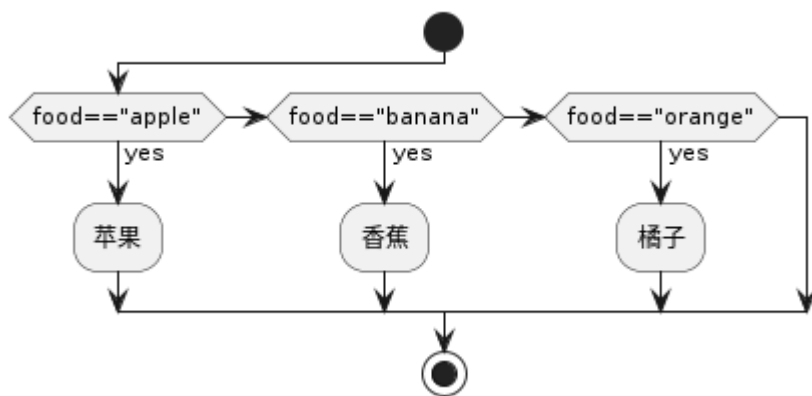 food=="apple"
food=="banana"
food=="orange"
yes
yes
yes
苹果
香蕉
橘子